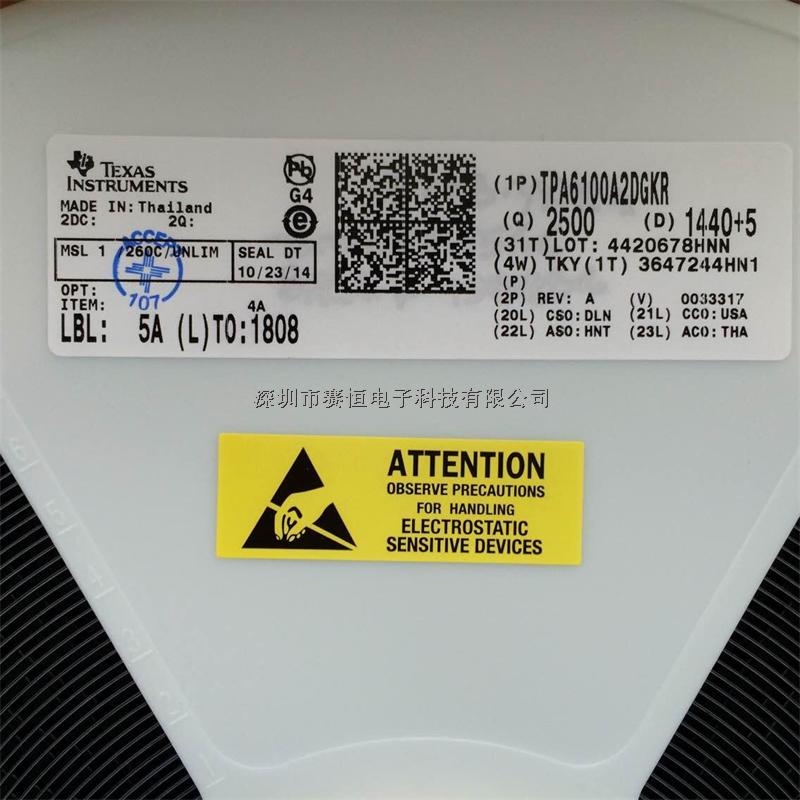 TEXAS
INSTRUMENTS
MADE IN: Thailand
2DC: 2Q:
Pb
G4
e
MSL 1 260C/UNLIM
SEAL DT
10/23/14
ACCEPT
107
OPT:
ITEM: 4A
LBL: 5A (L)TO:1808
(1P) TPA6100A2DGKR
(Q) 2500 (D) 1440+5
(31T)LOT: 4420678HNN
(4W) TKY(1T) 3647244HN1
(P)
(2P) REV: A (V) 0033317
(20L) CSO:DLN (21L) CCO:USA
(22L) ASO:HNT (23L) ACO:THA
深圳市赛恒电子科技有限公司
ATTENTION
OBSERVE PRECAUTIONS
FOR HANDLING
ELECTROSTATIC
SENSITIVE DEVICES